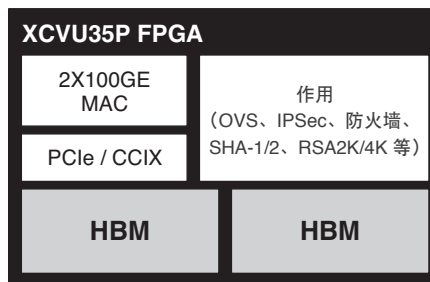 XCVU35P FPGA
2X100GE
MAC
PCIe / CCIX
作用
（OVS、IPSec、防火墙、
SHA-1/2、RSA2K/4K 等）
HBM
HBM